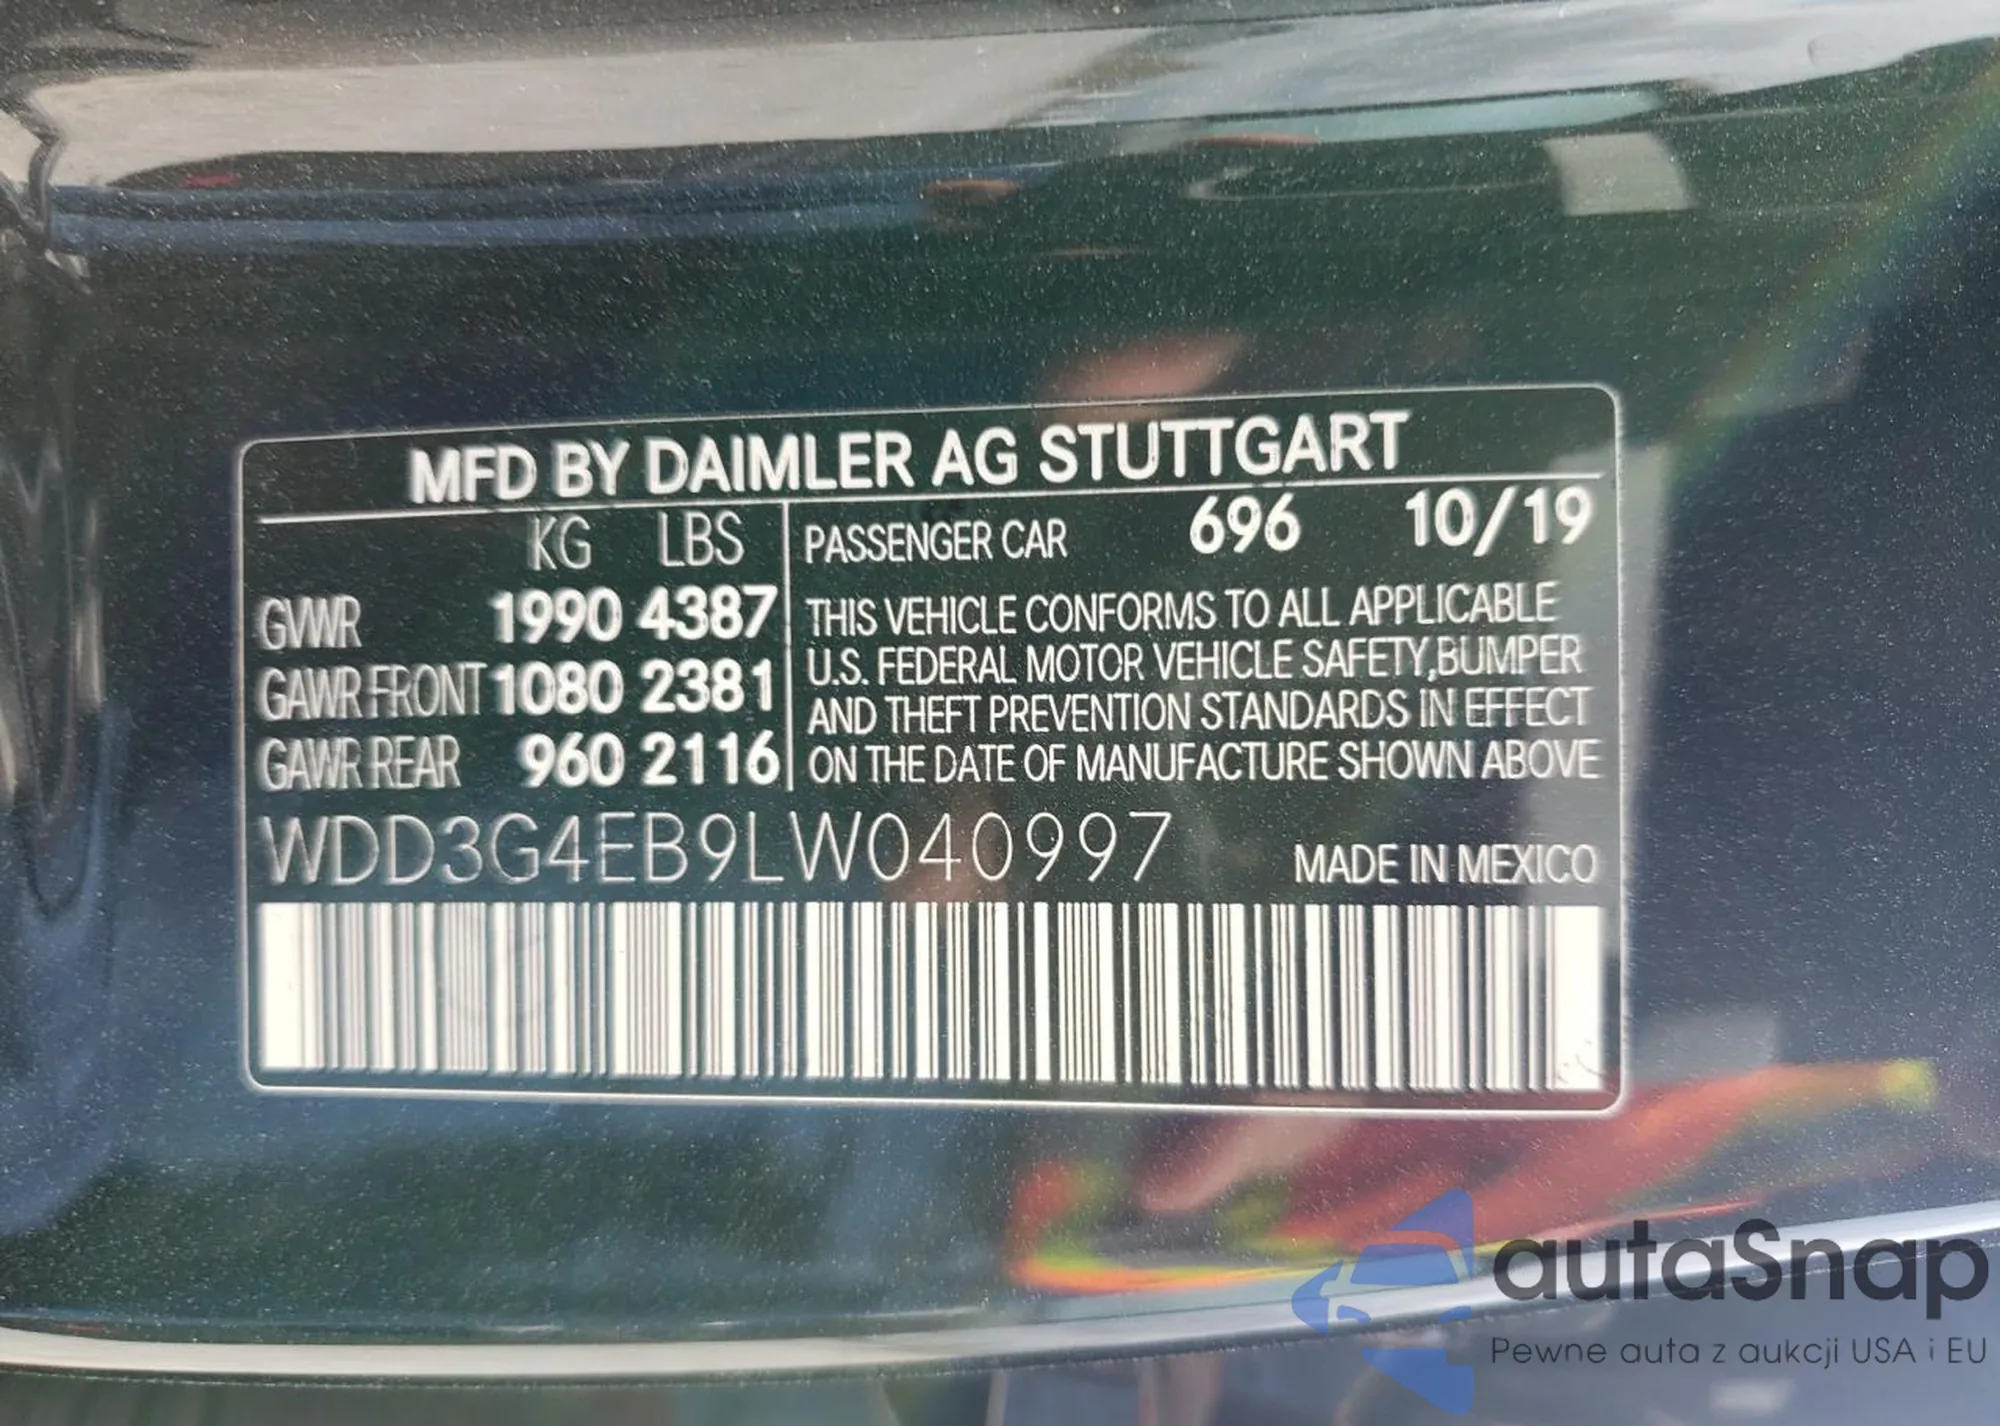 MFD BY DAIMLER AG STUTTGART
KG LBS
GVWR 1990 4387
GAWR FRONT 1080 2381
GAWR REAR 960 2116
PASSENGER CAR 696 10/19
THIS VEHICLE CONFORMS TO ALL APPLICABLE
U.S. FEDERAL MOTOR VEHICLE SAFETY,BUMPER
AND THEFT PREVENTION STANDARDS IN EFFECT
ON THE DATE OF MANUFACTURE SHOWN ABOVE
WDD3G4EB9LW040997
MADE IN MEXICO
autaSnap
Pewne auta z aukcji USA i EU